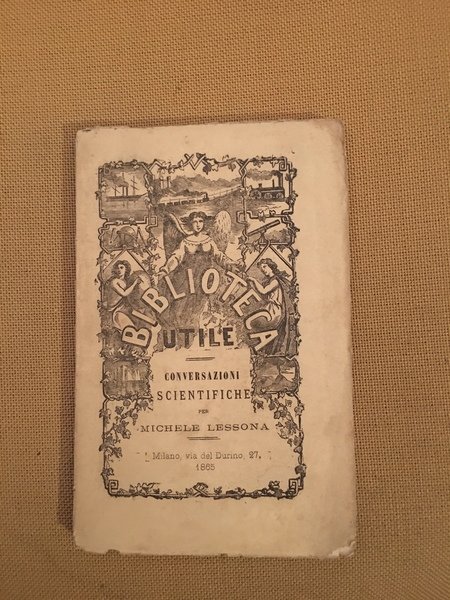 BIBLIOTECA
UTILE
CONVERSAZIONI
SCIENTIFICHE
PER
MICHELE LESSONA
Milano, via del Durino, 27.
1865